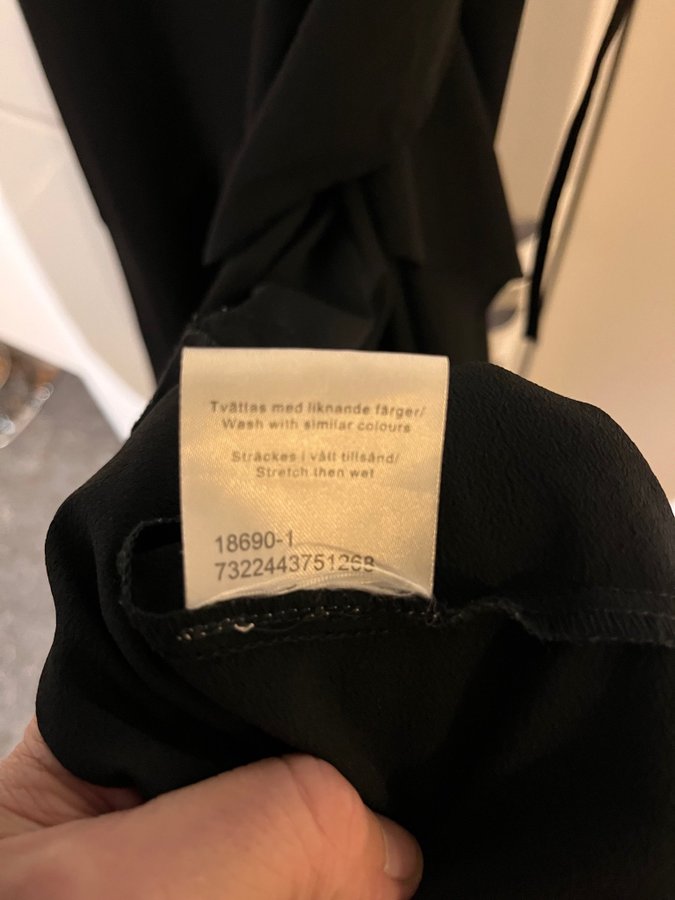 Tvättas med liknande färger/
Wash with similar colours
Sträckes i vått tillsånd/
Stretch then wet
18690-1
7322443751268